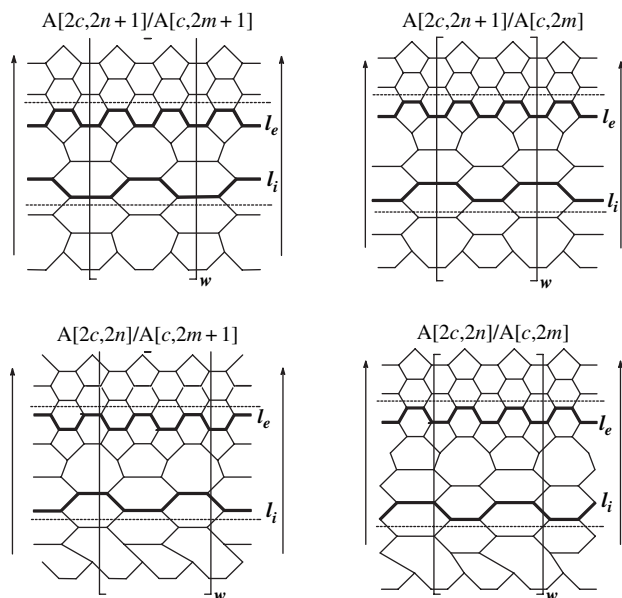 A[2c,2n + 1]/A[c,2m + 1]
l_e
l_i
w
A[2c,2n + 1]/A[c,2m]
l_e
l_i
w
A[2c,2n]/A[c,2m + 1]
l_e
l_i
w
A[2c,2n]/A[c,2m]
l_e
l_i
w